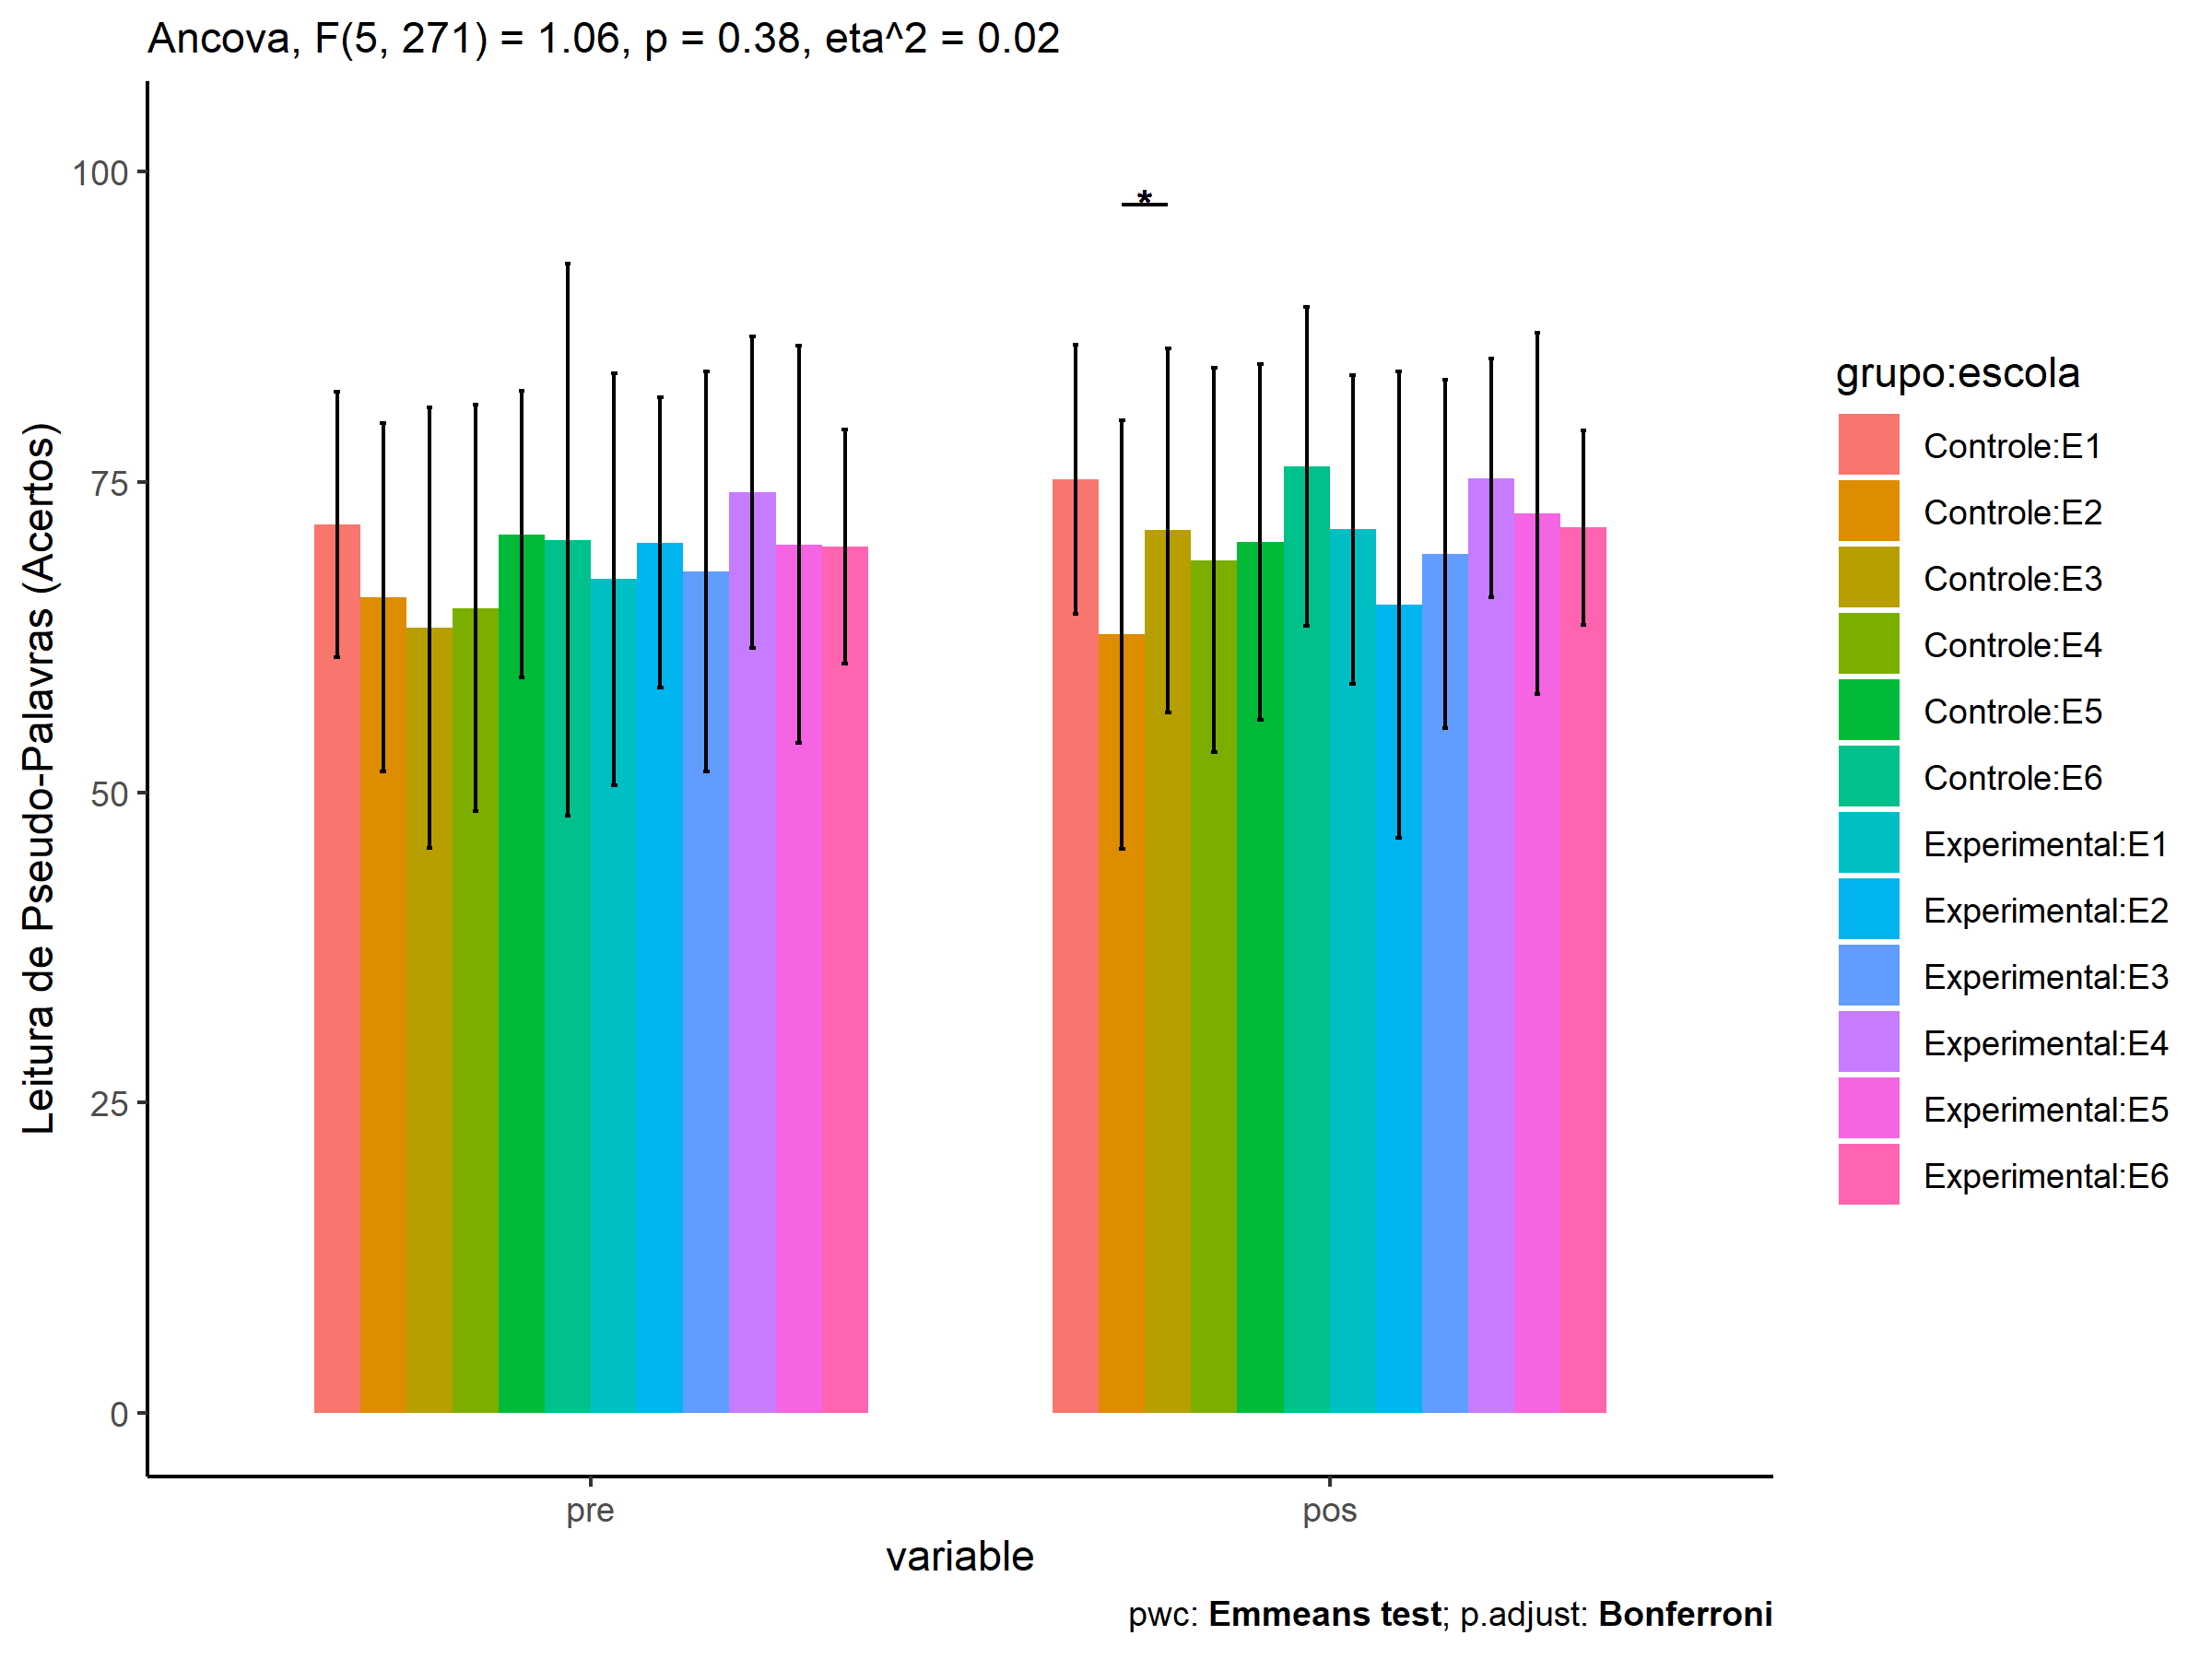 Ancova, F(5, 271) = 1.06, p = 0.38, eta^2 = 0.02
Leitura de Pseudo-Palavras (Acertos)
100
75
50
25
0
*
pre
pos
variable
pwc: Emmeans test; p.adjust: Bonferroni
grupo:escola
Controle:E1
Controle:E2
Controle:E3
Controle:E4
Controle:E5
Controle:E6
Experimental:E1
Experimental:E2
Experimental:E3
Experimental:E4
Experimental:E5
Experimental:E6